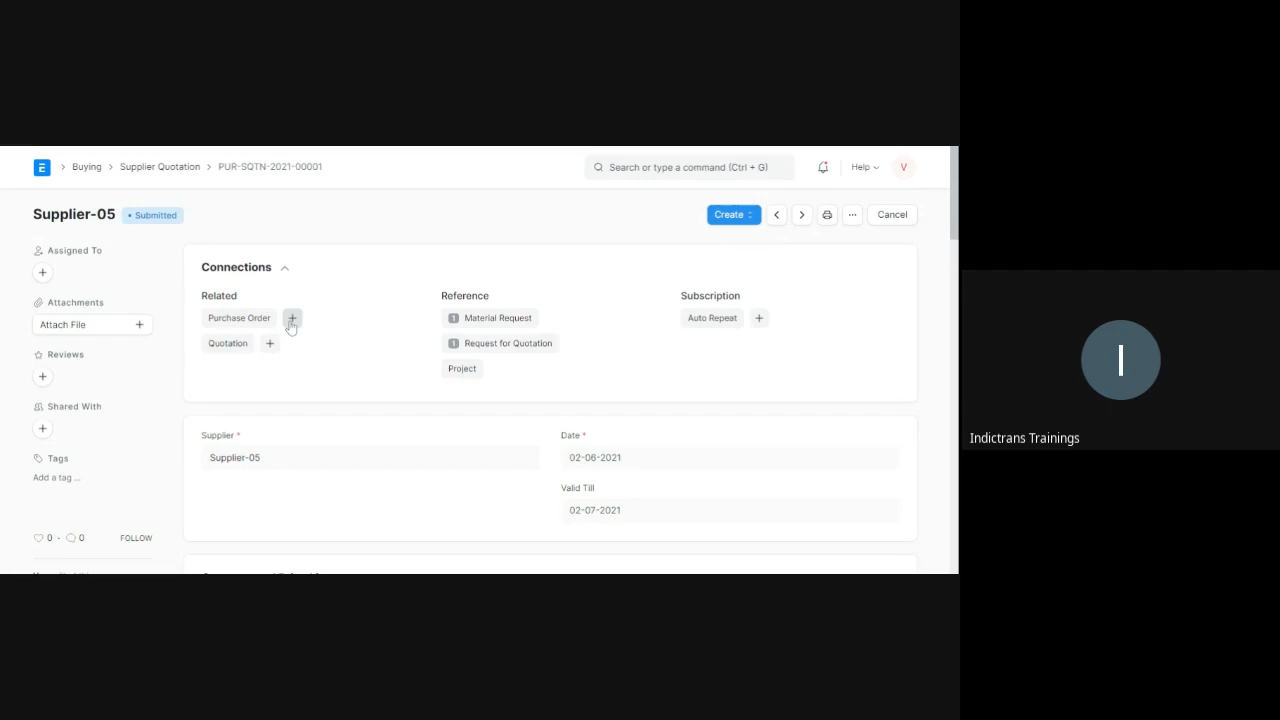 E > Buying > Supplier Quotation > PUR-SQTN-2021-00001
Search or type a command (Ctrl + G)
Help
V
Supplier-05
• Submitted
Create
...
Cancel
Assigned To
+
Attachments
Attach File +
Reviews
+
Shared With
+
Tags
Add a tag ...
0 · 0 FOLLOW
Connections
Related
Purchase Order +
Quotation +
Reference
1 Material Request
1 Request for Quotation
Project
Subscription
Auto Repeat +
Supplier *
Supplier-05
Date *
02-06-2021
Valid Till
02-07-2021
I
Indictrans Trainings